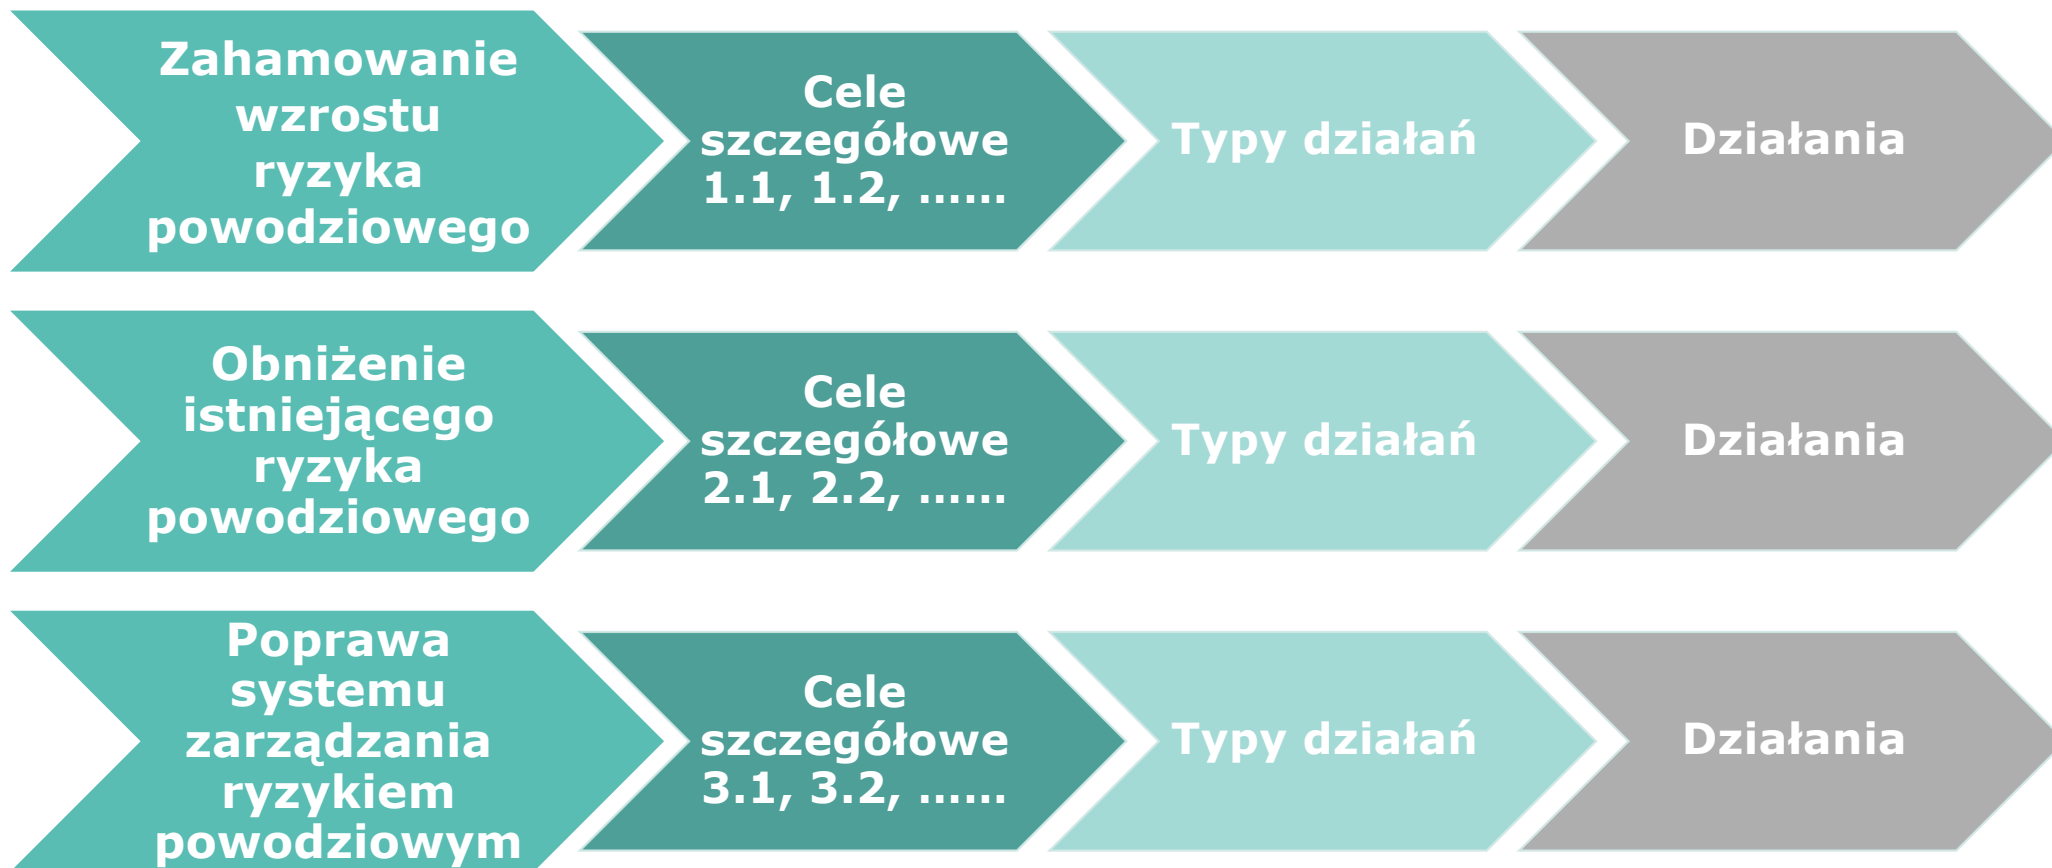 Zahamowanie
wzrostu
ryzyka
powodziowego
Cele
szczegółowe
1.1, 1.2, ......
Typy działań
Działania
Obniżenie
istniejącego
ryzyka
powodziowego
Cele
szczegółowe
2.1, 2.2, ......
Typy działań
Działania
Poprawa
systemu
zarządzania
ryzykiem
powodziowym
Cele
szczegółowe
3.1, 3.2, ......
Typy działań
Działania